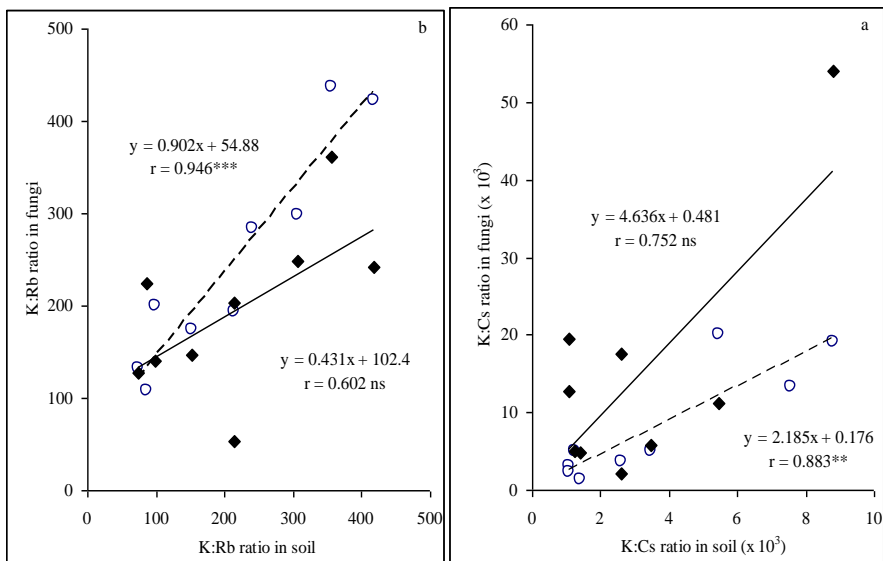 b
500
400
300
200
100
0
K:Rb ratio in fungi
y = 0.902x + 54.88
r = 0.946***
y = 0.431x + 102.4
r = 0.602 ns
0 100 200 300 400 500
K:Rb ratio in soil
a
60
50
40
30
20
10
0
K:Cs ratio in fungi (x 10³)
y = 4.636x + 0.481
r = 0.752 ns
y = 2.185x + 0.176
r = 0.883**
0 2 4 6 8 10
K:Cs ratio in soil (x 10³)